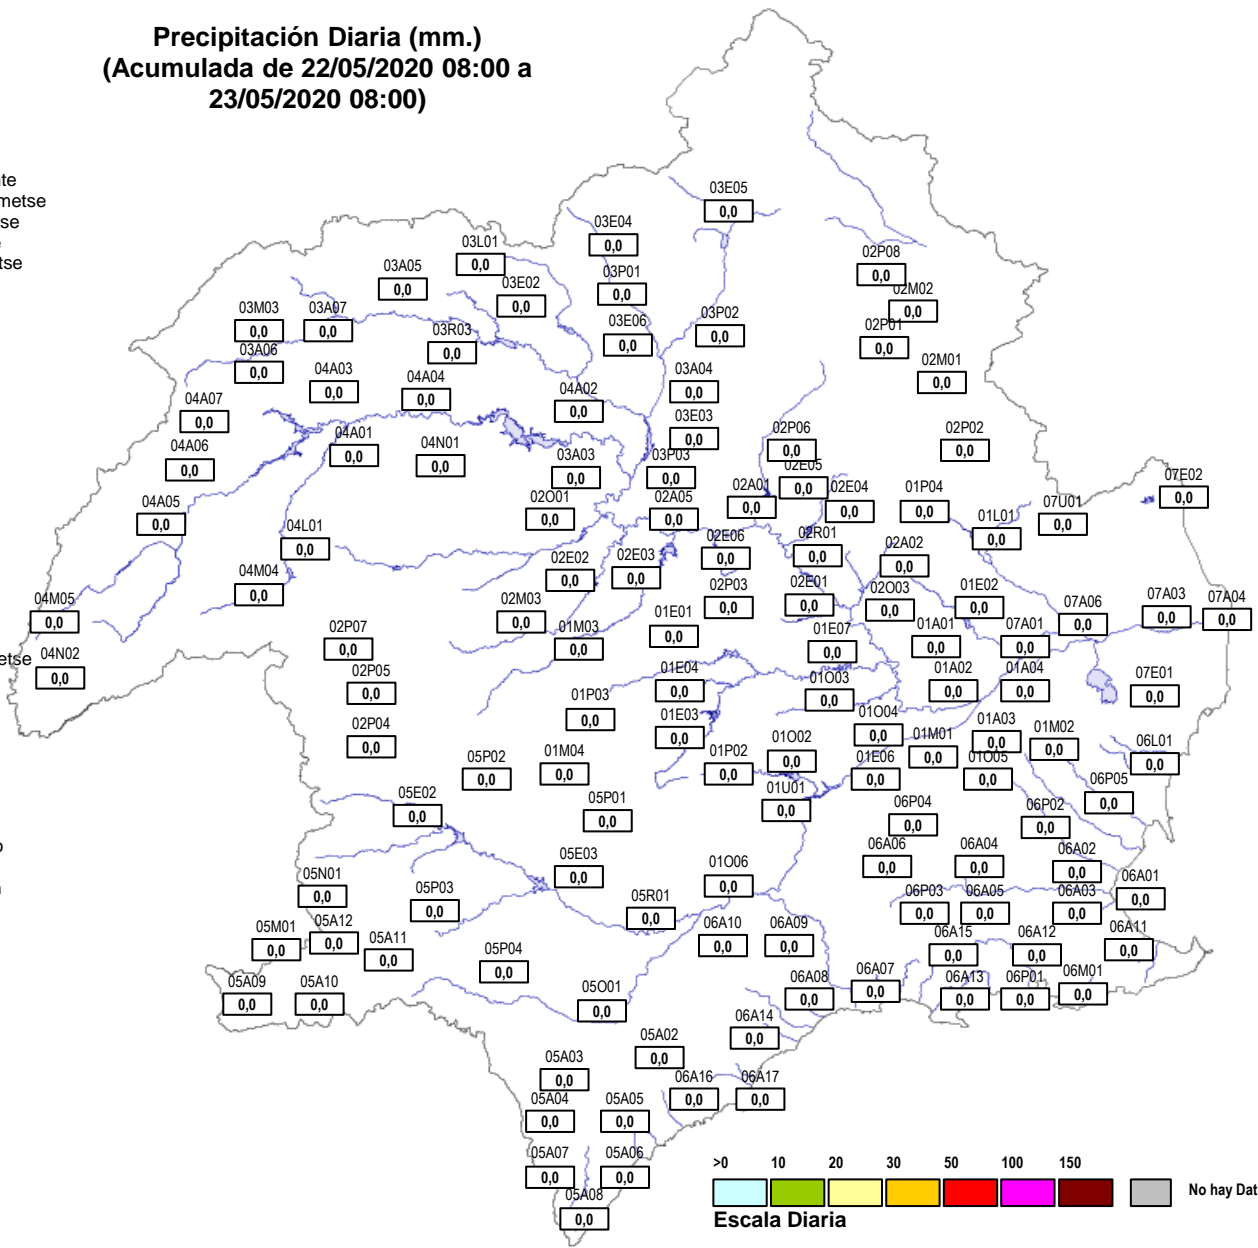 Precipitación Diaria (mm.)
(Acumulada de 22/05/2020 08:00 a
23/05/2020 08:00)
te
metse
se
tse
etse
03E05
0,0
03E04
0,0
03L01
0,0
02P08
0,0
03A05
0,0
03P01
0,0
03E02
0,0
02M02
0,0
03M03
0,0
03A07
0,0
03P02
0,0
03E06
0,0
02P01
0,0
03R03
0,0
03A06
0,0
02M01
0,0
04A03
0,0
03A04
0,0
04A04
0,0
04A02
0,0
04A07
0,0
03E03
0,0
02P06
0,0
02P02
0,0
04A01
0,0
04N01
0,0
04A06
0,0
03A03
0,0
03P03
0,0
02E05
0,0
07E02
0,0
02A01
0,0
02E04
0,0
01P04
0,0
02O01
0,0
02A05
0,0
04A05
0,0
07U01
0,0
01L01
0,0
04L01
0,0
02R01
0,0
02E06
0,0
02A02
0,0
02E02
0,0
02E03
0,0
04M04
0,0
02P03
0,0
02E01
0,0
02O03
0,0
01E02
0,0
04M05
0,0
02M03
0,0
07A06
0,0
07A03
0,0
07A04
0,0
01E01
0,0
01M03
0,0
02P07
0,0
01E07
0,0
01A01
0,0
07A01
0,0
04N02
0,0
02P05
0,0
01E04
0,0
01O03
0,0
01A02
0,0
01A04
0,0
07E01
0,0
01P03
0,0
01E03
0,0
01O04
0,0
01A03
0,0
02P04
0,0
01M01
0,0
01M02
0,0
01O02
0,0
06L01
0,0
05P02
0,0
01M04
0,0
01P02
0,0
01E06
0,0
01O05
0,0
05E02
0,0
01U01
0,0
06P05
0,0
05P01
0,0
06P04
0,0
06P02
0,0
05E03
0,0
06A06
0,0
06A04
0,0
06A02
0,0
05N01
0,0
01O06
0,0
06A01
0,0
05P03
0,0
05R01
0,0
06P03
0,0
06A05
0,0
06A03
0,0
05M01
0,0
05A12
0,0
06A10
0,0
06A09
0,0
06A15
0,0
06A12
0,0
06A11
0,0
05A11
0,0
05P04
0,0
05A09
0,0
05A10
0,0
05O01
0,0
06A08
0,0
06A07
0,0
06A13
0,0
06P01
0,0
06M01
0,0
06A14
0,0
05A02
0,0
05A03
0,0
06A16
0,0
06A17
0,0
05A04
0,0
05A05
0,0
05A07
0,0
05A06
0,0
05A08
0,0
>0 10 20 30 50 100 150
No hay Dat
Escala Diaria